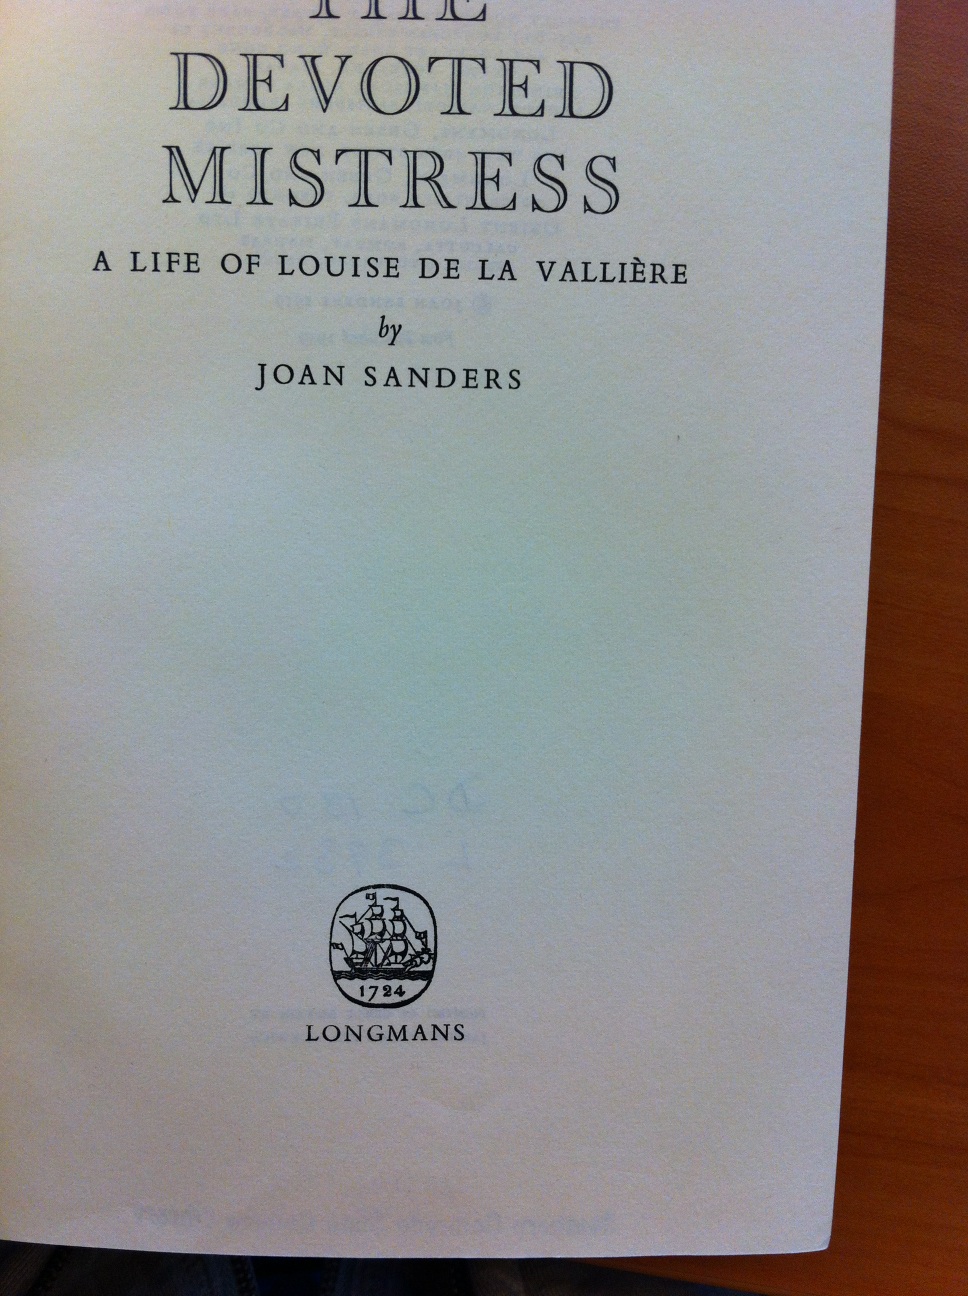 THE
DEVOTED
MISTRESS
A LIFE OF LOUISE DE LA VALLIÈRE
by
JOAN SANDERS
1724
LONGMANS